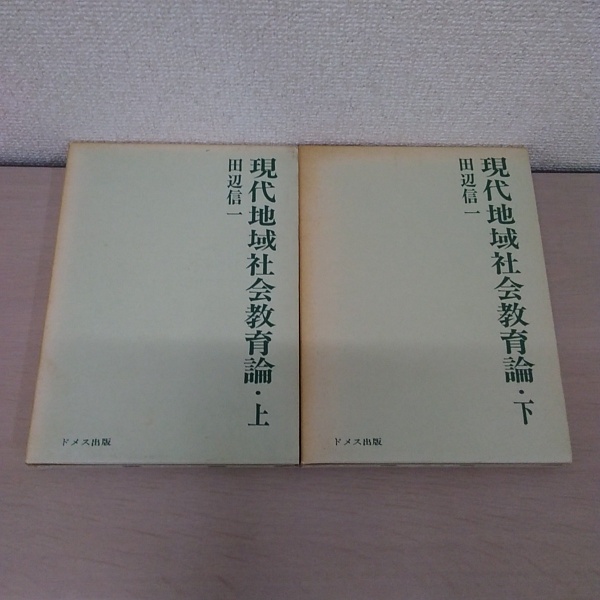 現代地域社会教育論・上
田辺信一
ドメス出版
現代地域社会教育論・下
田辺信一
ドメス出版